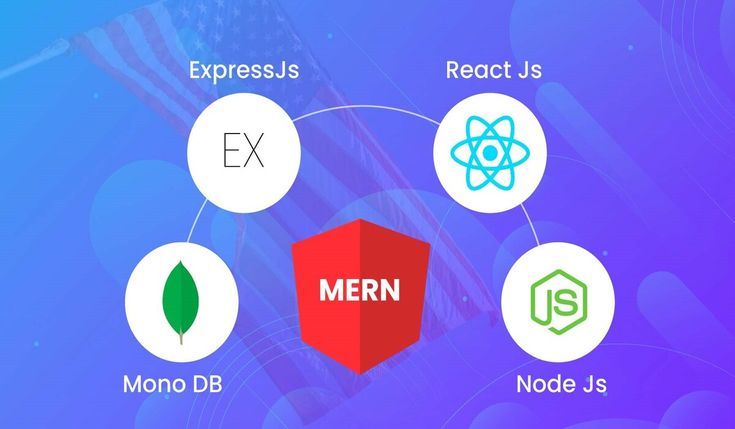 ExpressJs
React Js
EX
MERN
JS
Mono DB
Node Js